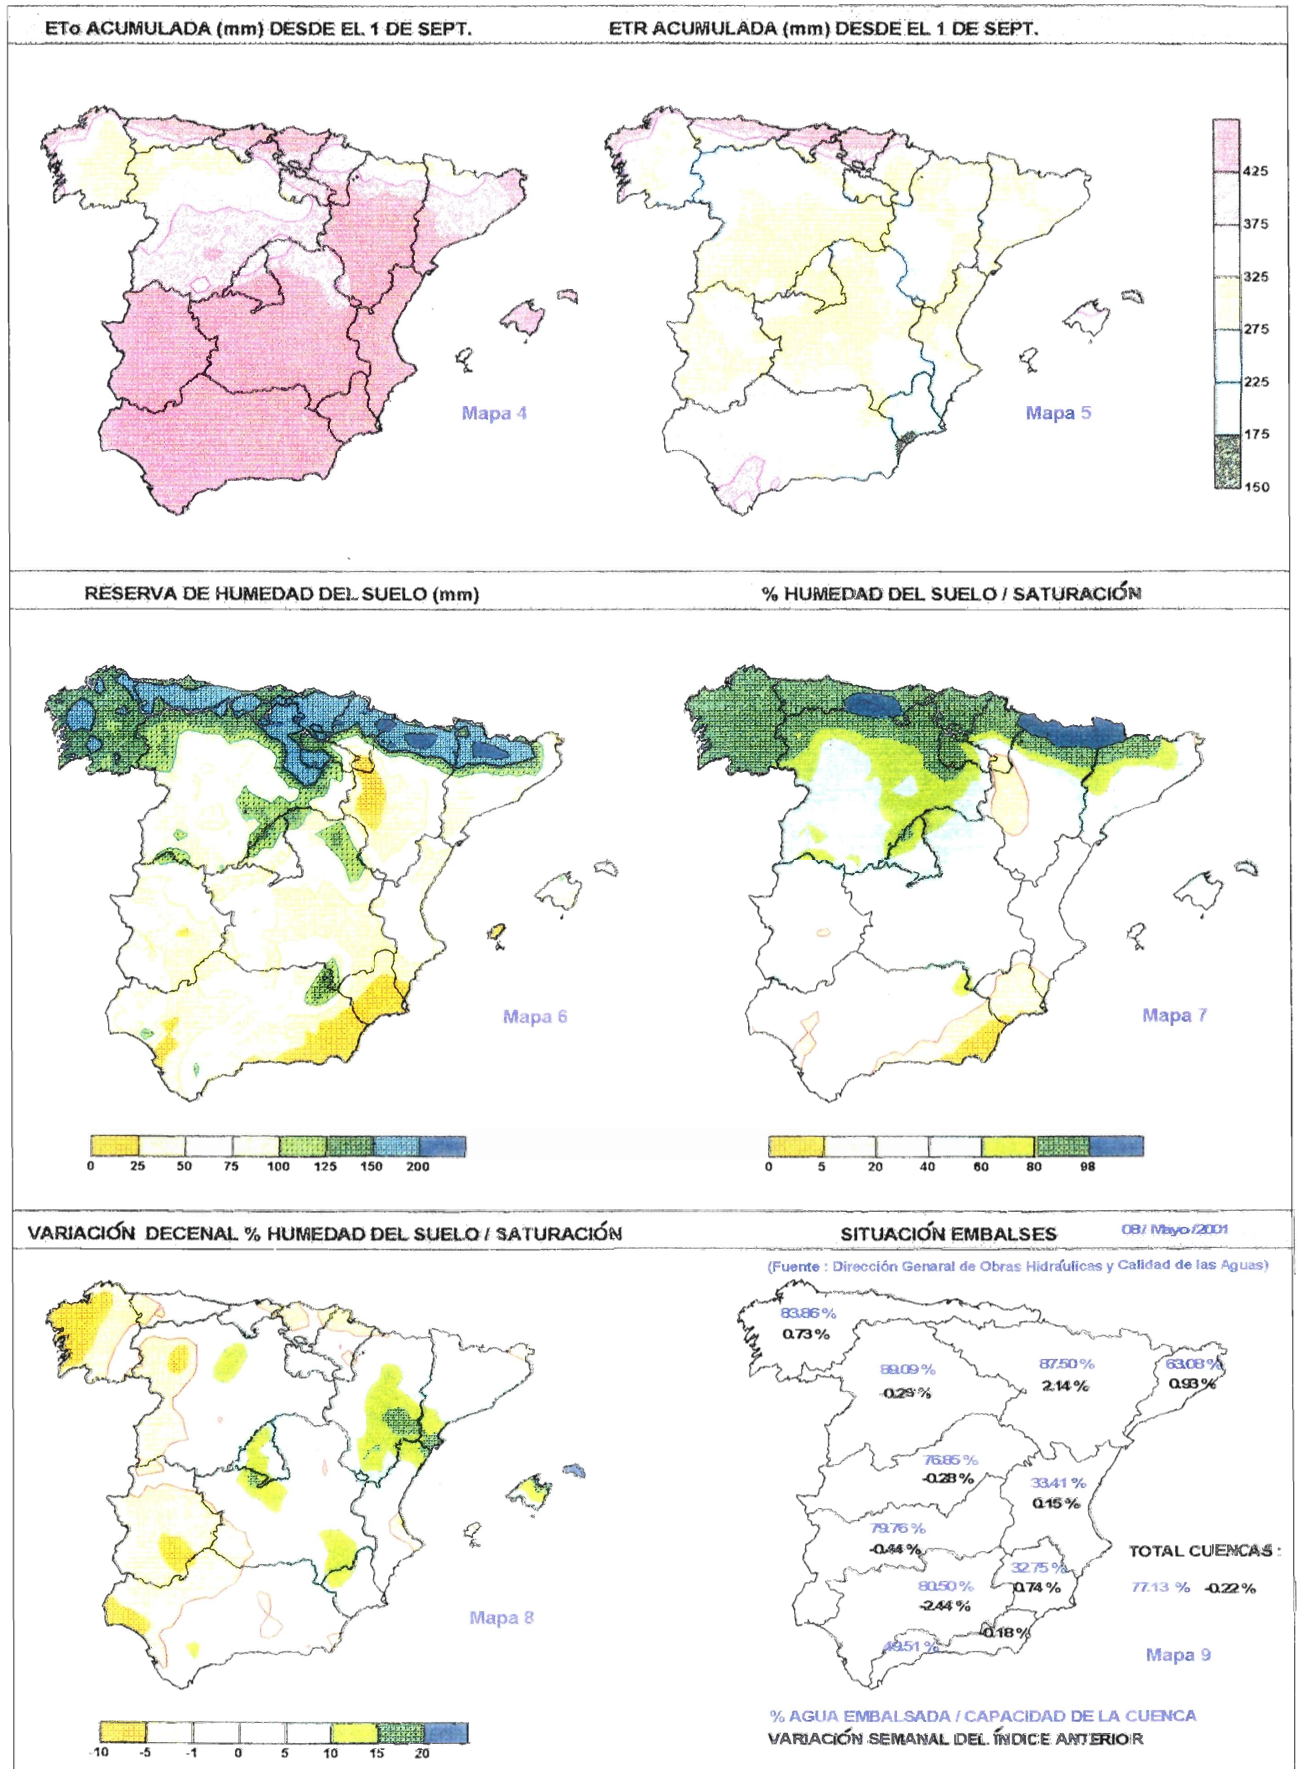 ETo ACUMULADA (mm) DESDE EL 1 DE SEPT.
ETR ACUMULADA (mm) DESDE EL 1 DE SEPT.
425
375
325
275
225
175
150
Mapa 4
Mapa 5
RESERVA DE HUMEDAD DEL SUELO (mm)
% HUMEDAD DEL SUELO / SATURACIÓN
Mapa 6
Mapa 7
0 25 50 75 100 125 150 200
0 5 20 40 60 80 98
VARIACIÓN DECENAL % HUMEDAD DEL SUELO / SATURACIÓN
SITUACIÓN EMBALSES
08/ Mayo /2001
(Fuente : Dirección Genaral de Obras Hidráulicas y Calidad de las Aguas)
83.86 %
0.73 %
89.09 %
-0.29 %
87.50 %
2.14 %
63.08 %
0.93 %
76.85 %
-0.28 %
33.41 %
0.15 %
79.76 %
-0.44 %
32.75 %
0.74 %
80.50 %
-2.44 %
TOTAL CUENCAS :
77.13 % -0.22 %
-0.18 %
49.51 %
Mapa 8
Mapa 9
-10 -5 -1 0 5 10 15 20
% AGUA EMBALSADA / CAPACIDAD DE LA CUENCA
VARIACIÓN SEMANAL DEL ÍNDICE ANTERIOR